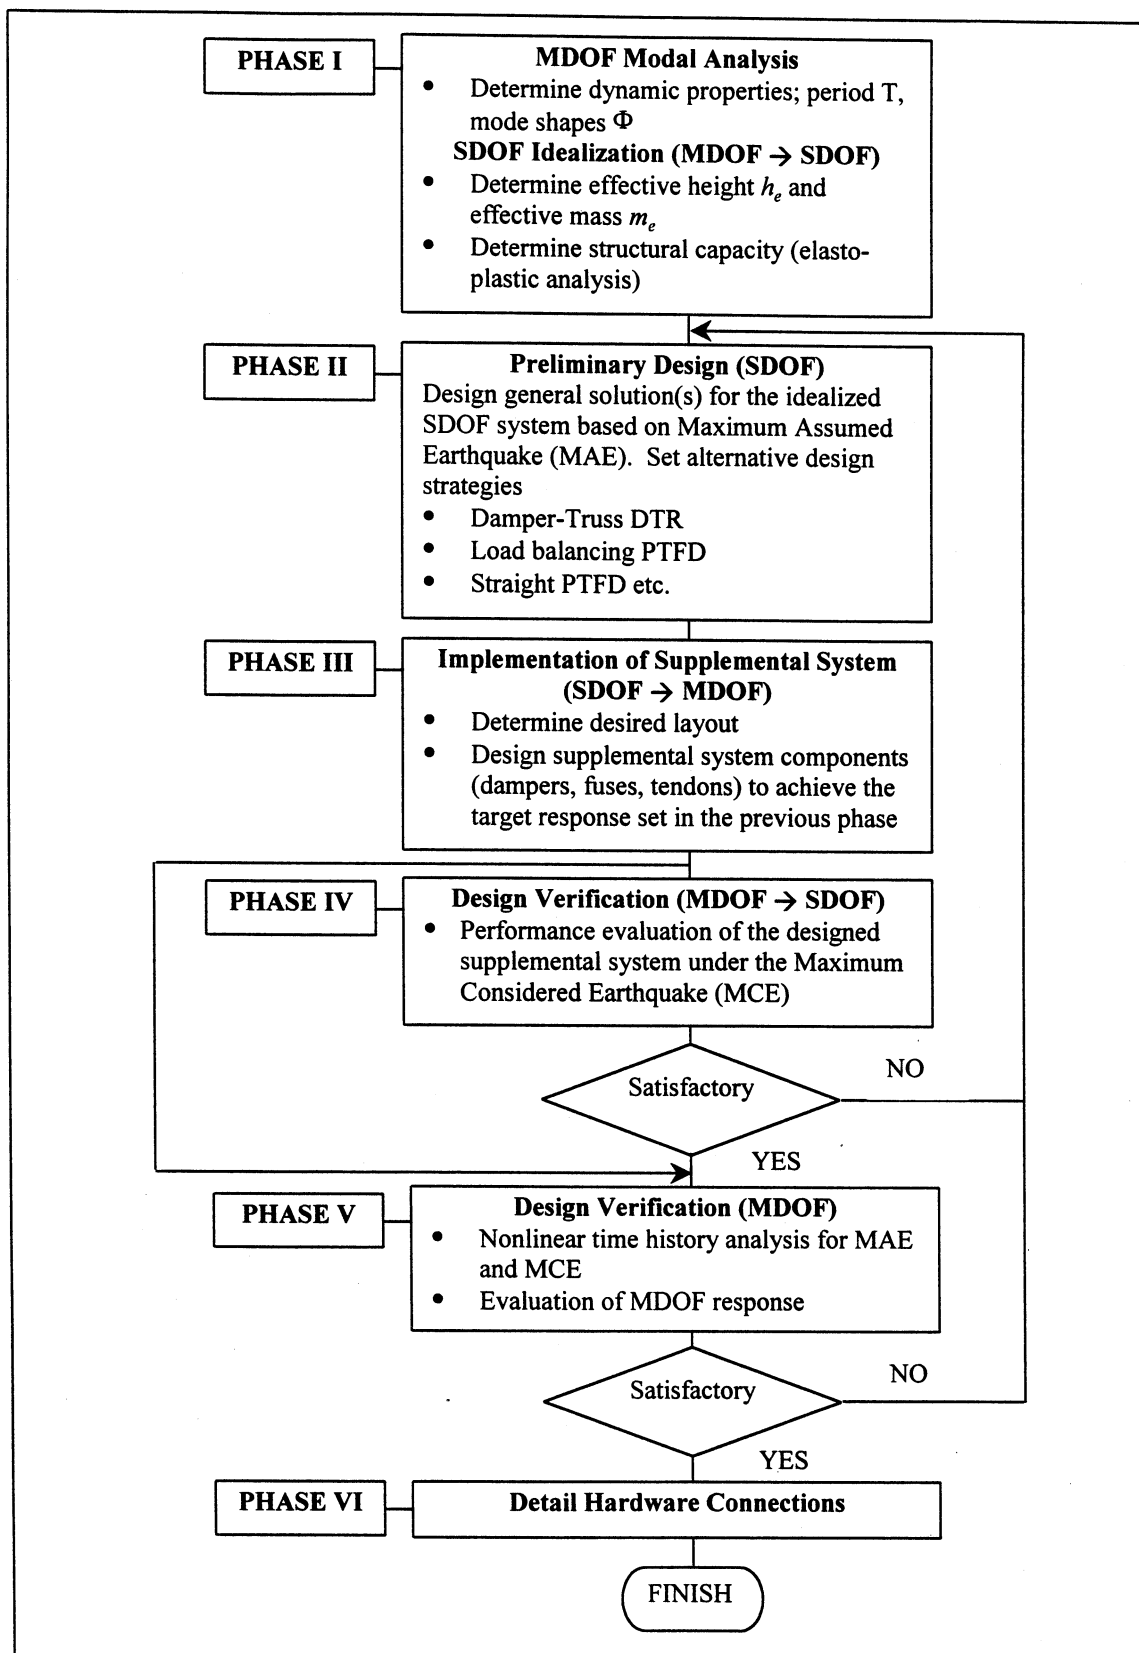 PHASE I
MDOF Modal Analysis
• Determine dynamic properties; period T,
mode shapes Φ
SDOF Idealization (MDOF → SDOF)
• Determine effective height hₑ and
effective mass mₑ
• Determine structural capacity (elasto-
plastic analysis)
PHASE II
Preliminary Design (SDOF)
Design general solution(s) for the idealized
SDOF system based on Maximum Assumed
Earthquake (MAE). Set alternative design
strategies
• Damper-Truss DTR
• Load balancing PTFD
• Straight PTFD etc.
PHASE III
Implementation of Supplemental System
(SDOF → MDOF)
• Determine desired layout
• Design supplemental system components
(dampers, fuses, tendons) to achieve the
target response set in the previous phase
PHASE IV
Design Verification (MDOF → SDOF)
• Performance evaluation of the designed
supplemental system under the Maximum
Considered Earthquake (MCE)
Satisfactory
NO
YES
PHASE V
Design Verification (MDOF)
• Nonlinear time history analysis for MAE
and MCE
• Evaluation of MDOF response
Satisfactory
NO
YES
PHASE VI
Detail Hardware Connections
FINISH